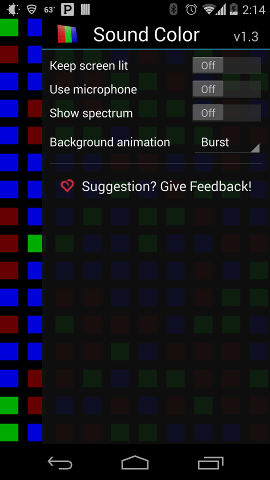 63° P 2:14
Sound Color v1.3
Keep screen lit Off
Use microphone Off
Show spectrum Off
Background animation Burst
Suggestion? Give Feedback!